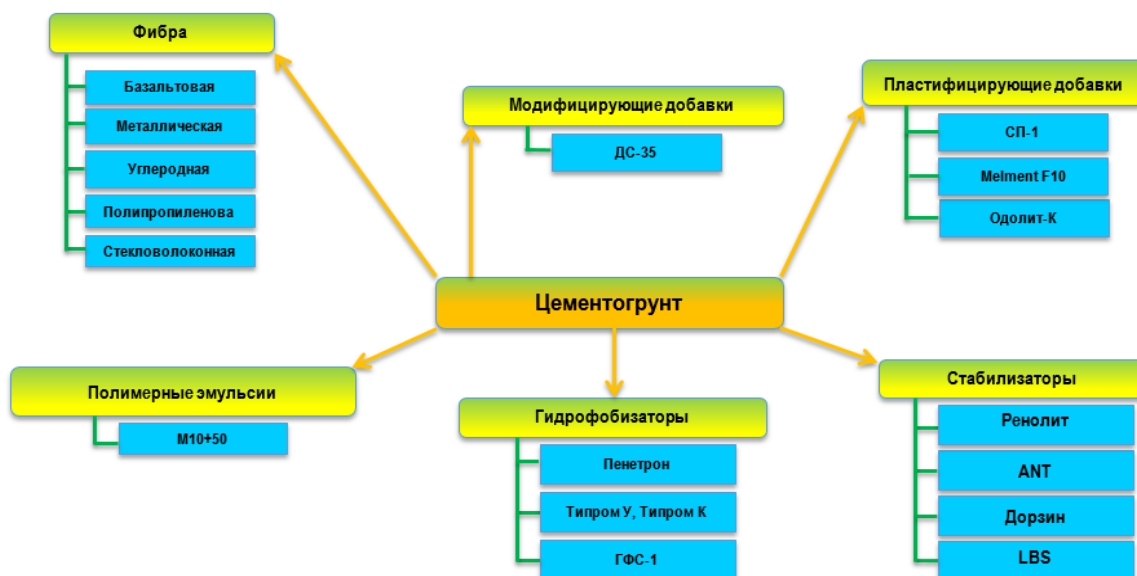 Фибра
Базальтовая
Металлическая
Углеродная
Полипропиленова
Стекловолоконная
Модифицирующие добавки
ДС-35
Пластифицирующие добавки
СП-1
Melment F10
Одолит-К
Цементогрунт
Полимерные эмульсии
М10+50
Гидрофобизаторы
Пенетрон
Типром У, Типром К
ГФС-1
Стабилизаторы
Ренолит
ANT
Дорзин
LBS